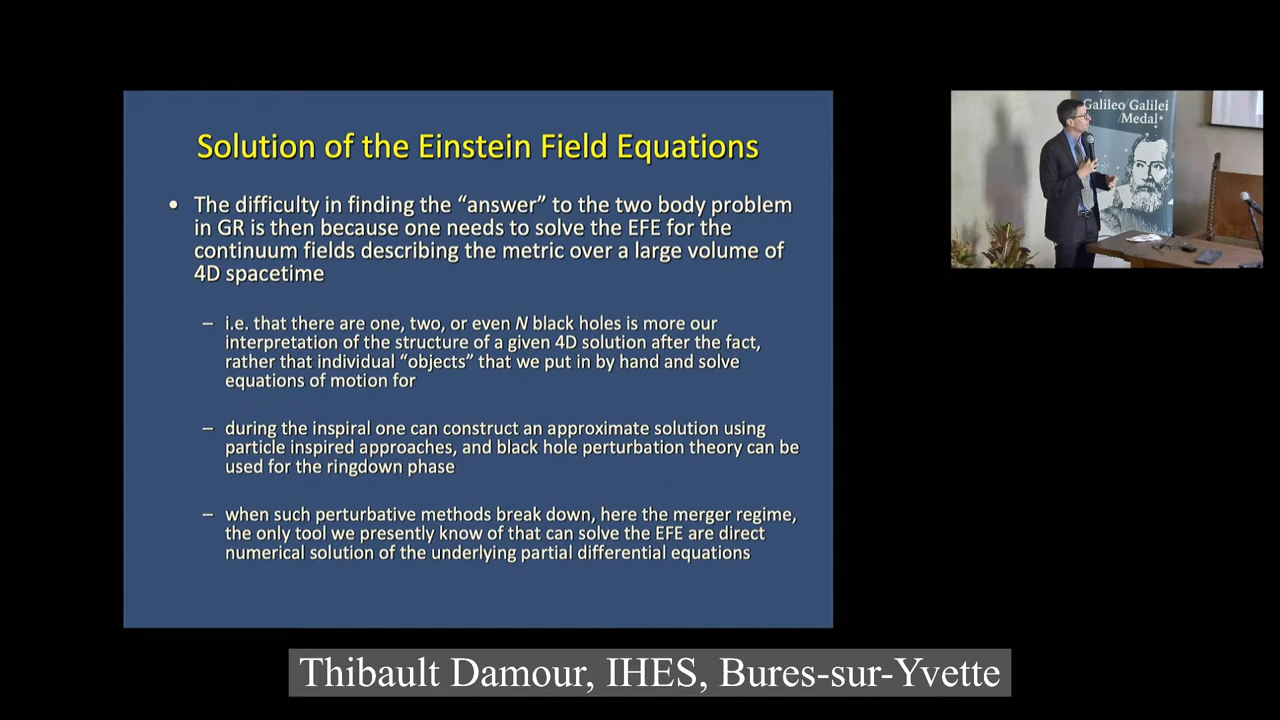 Solution of the Einstein Field Equations
• The difficulty in finding the “answer” to the two body problem
in GR is then because one needs to solve the EFE for the
continuum fields describing the metric over a large volume of
4D spacetime
– i.e. that there are one, two, or even N black holes is more our
interpretation of the structure of a given 4D solution after the fact,
rather that individual “objects” that we put in by hand and solve
equations of motion for
– during the inspiral one can construct an approximate solution using
particle inspired approaches, and black hole perturbation theory can be
used for the ringdown phase
– when such perturbative methods break down, here the merger regime,
the only tool we presently know of that can solve the EFE are direct
numerical solution of the underlying partial differential equations
Galileo Galilei
Medal
Thibault Damour, IHES, Bures-sur-Yvette